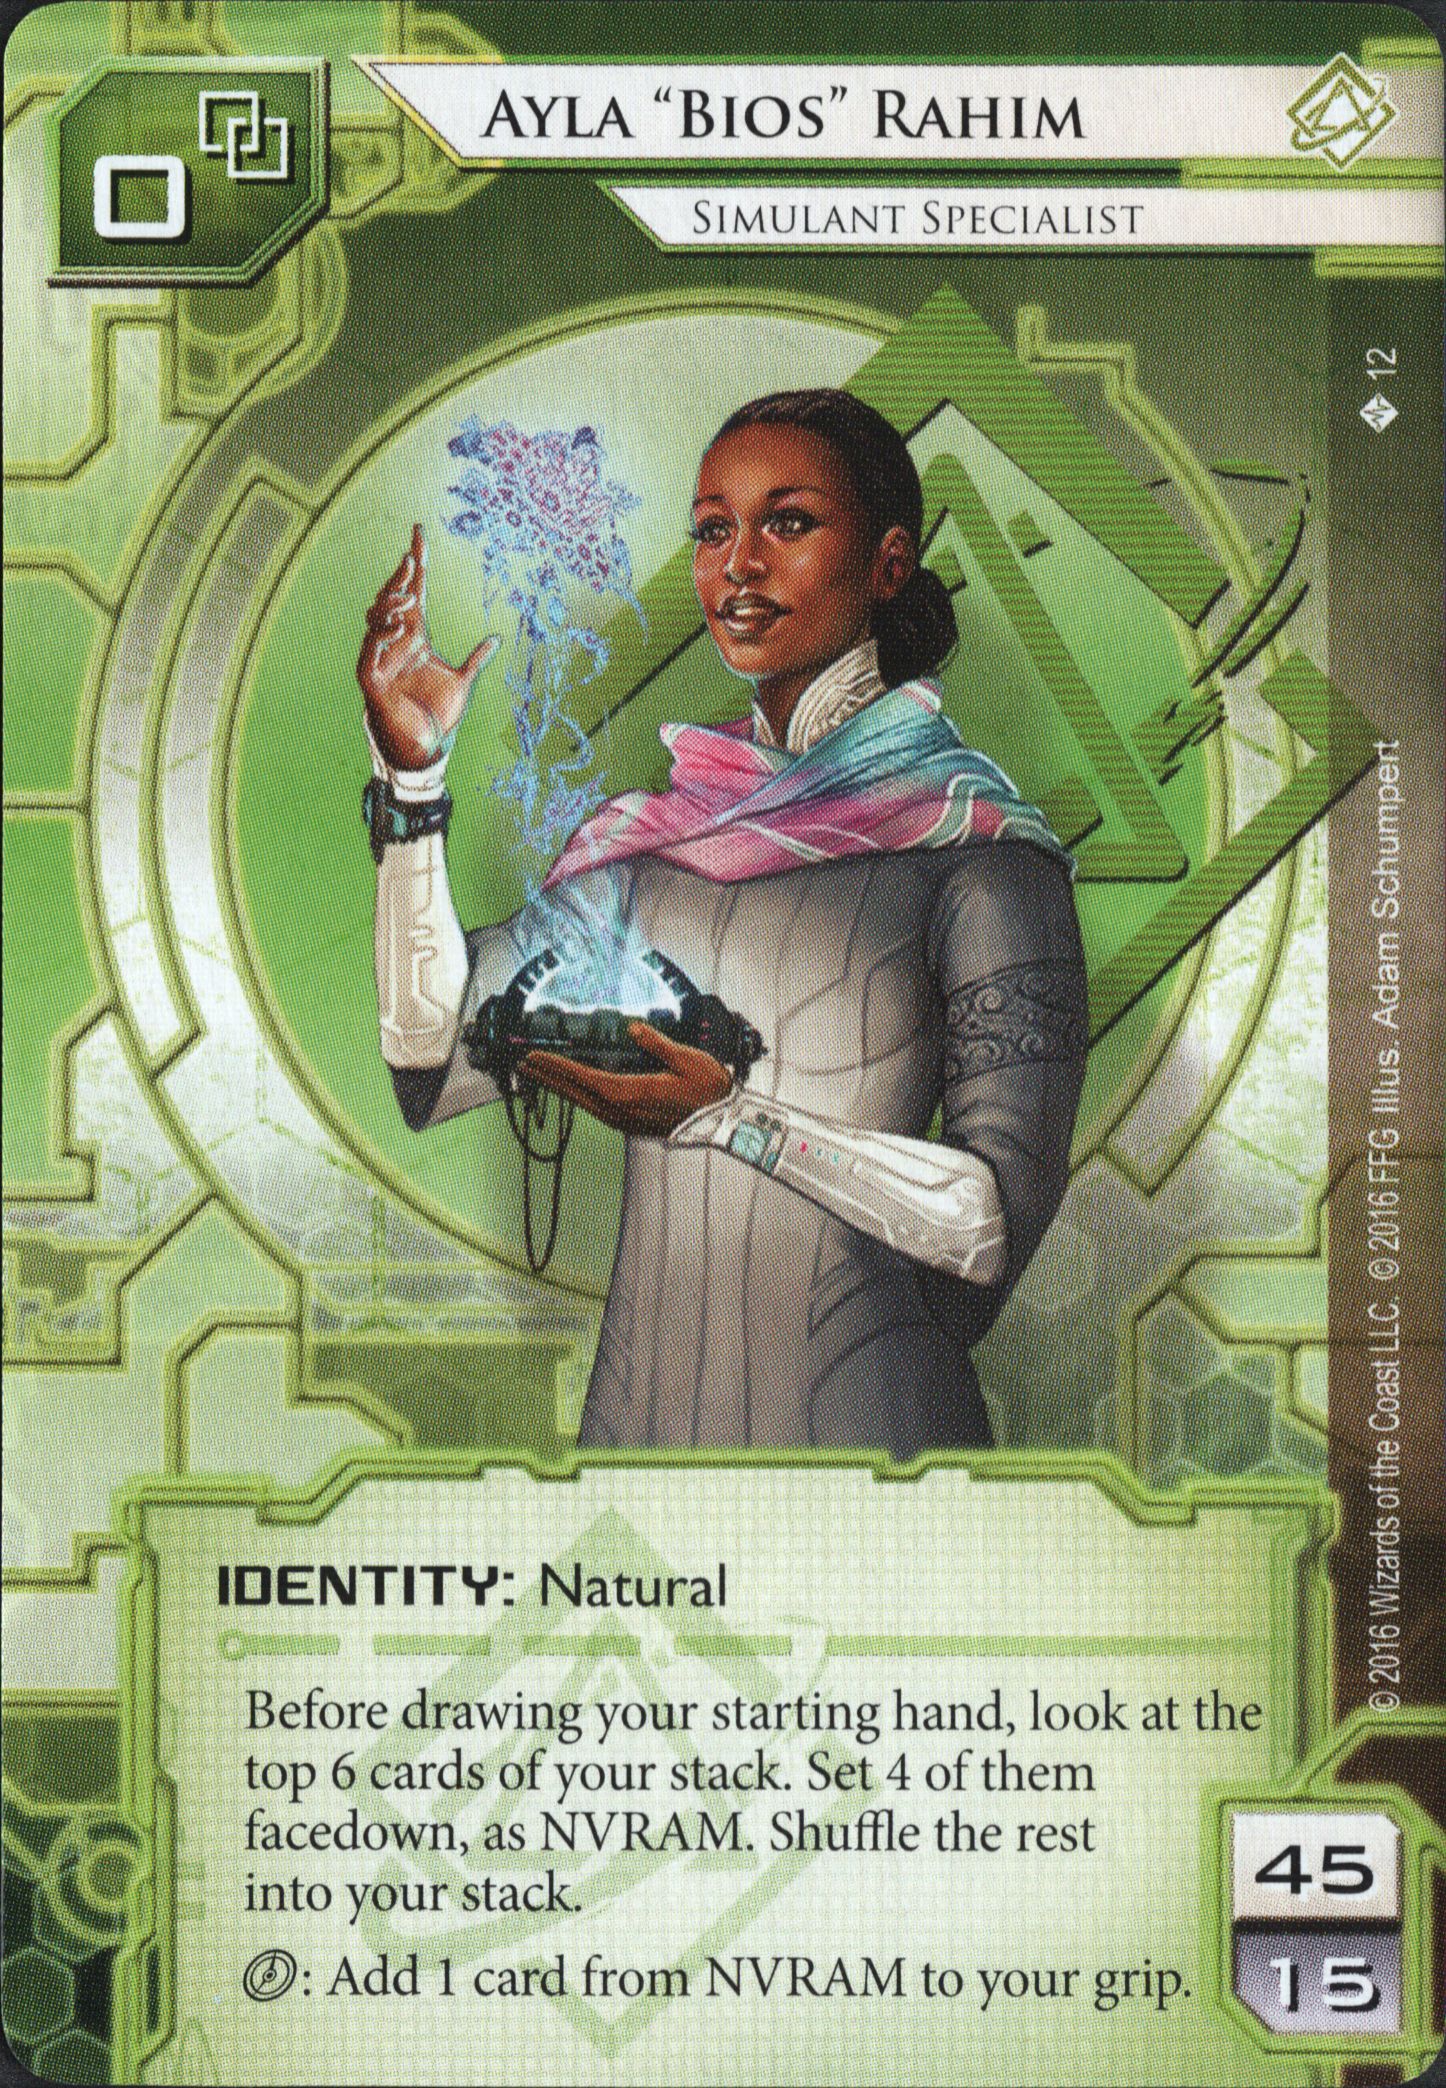 0
AYLA “BIOS” RAHIM
SIMULANT SPECIALIST
12
© 2016 Wizards of the Coast LLC. © 2016 FFG Illus. Adam Schumpert
IDENTITY: Natural
Before drawing your starting hand, look at the
top 6 cards of your stack. Set 4 of them
facedown, as NVRAM. Shuffle the rest
into your stack.
: Add 1 card from NVRAM to your grip.
45
15